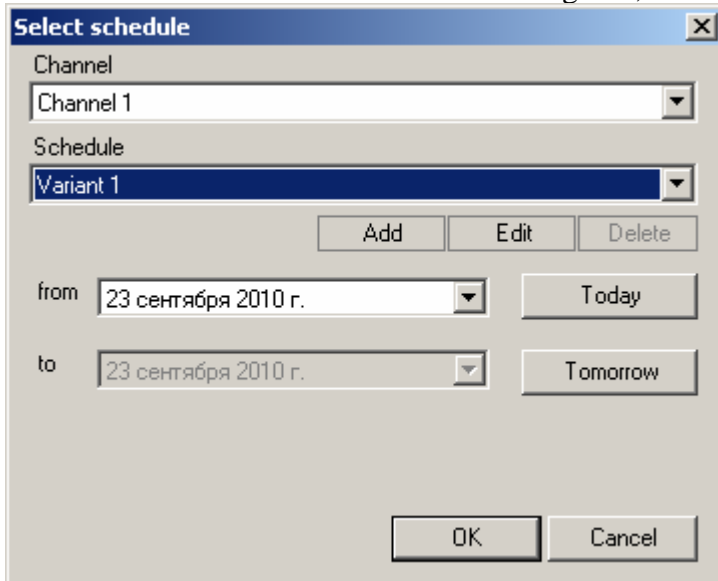 Select schedule
Channel
Channel 1
Schedule
Variant 1
Add Edit Delete
from 23 сентября 2010 г. Today
to 23 сентября 2010 г. Tomorrow
OK Cancel